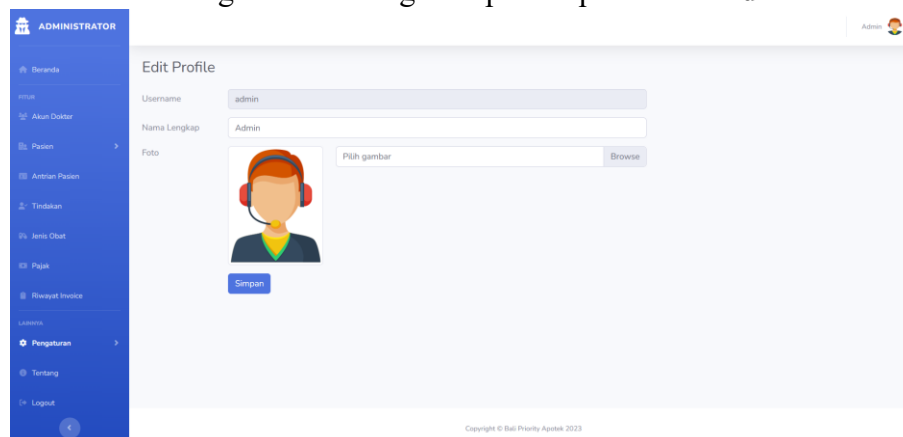 ADMINISTRATOR
Admin
Beranda
FITUR
Akun Dokter
Pasien
Antrian Pasien
Tindakan
Jenis Obat
Pajak
Riwayat Invoice
LAINNYA
Pengaturan
Tentang
Logout
Edit Profile
Username
admin
Nama Lengkap
Admin
Foto
Pilih gambar
Browse
Simpan
Copyright © Bali Priority Apotek 2023